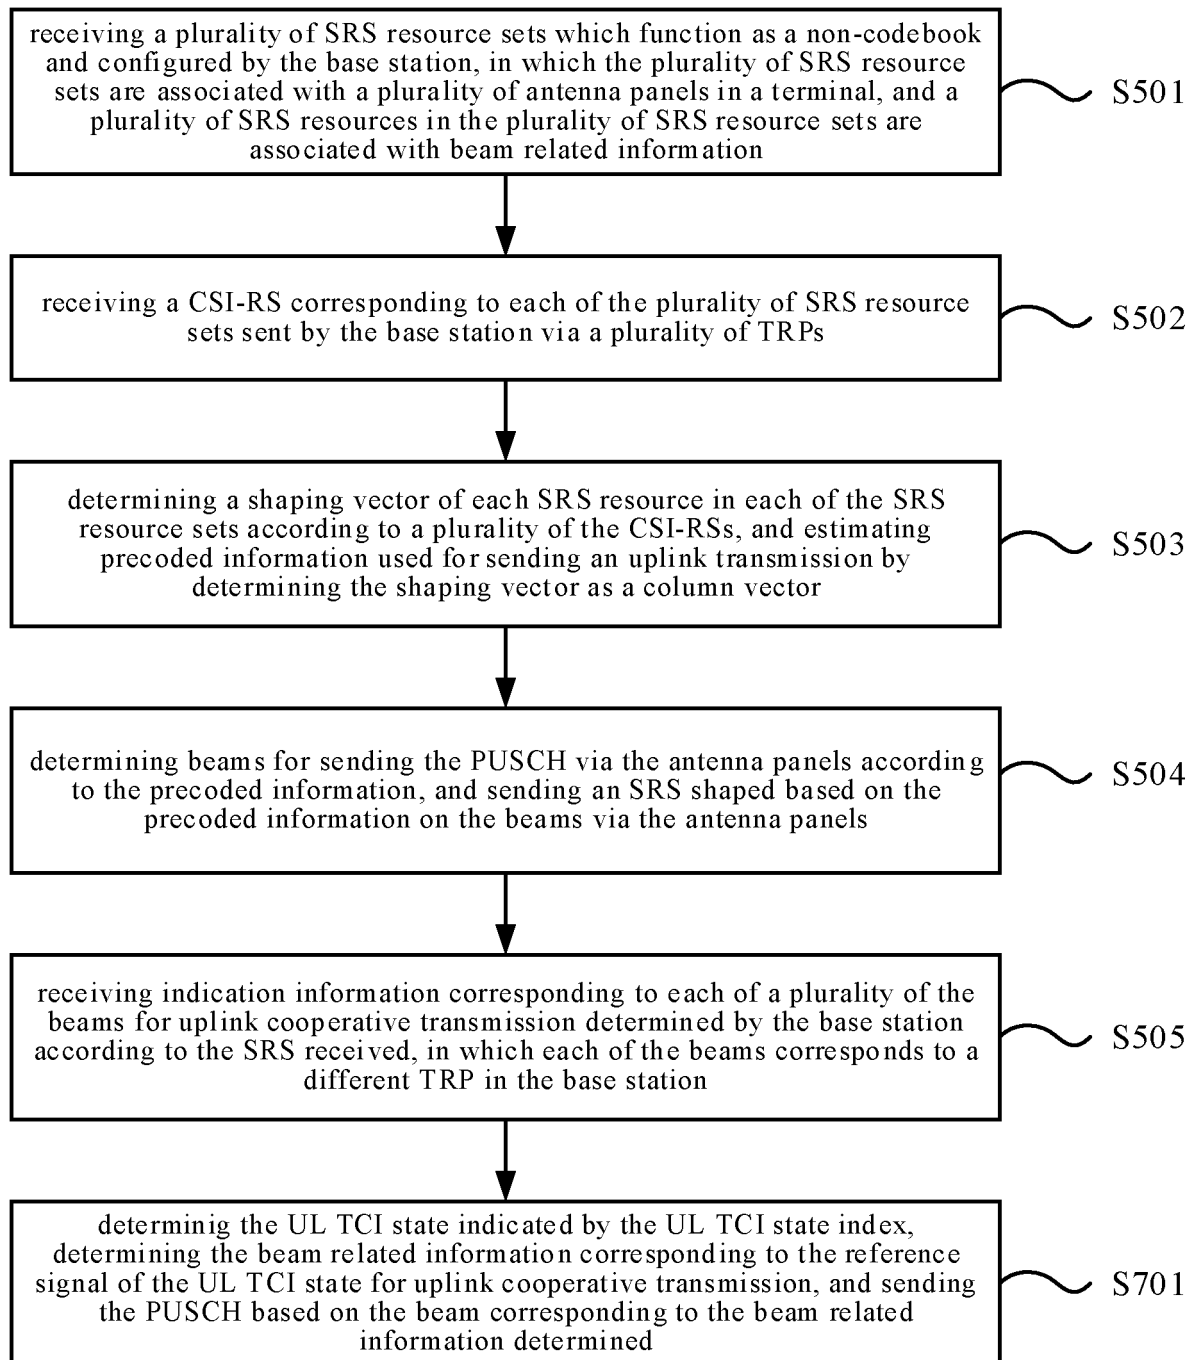 receiving a plurality of SRS resource sets which function as a non-codebook
and configured by the base station, in which the plurality of SRS resource
sets are associated with a plurality of antenna panels in a terminal, and a
plurality of SRS resources in the plurality of SRS resource sets are
associated with beam related information
S501
receiving a CSI-RS corresponding to each of the plurality of SRS resource
sets sent by the base station via a plurality of TRPs
S502
determining a shaping vector of each SRS resource in each of the SRS
resource sets according to a plurality of the CSI-RSs, and estimating
precoded information used for sending an uplink transmission by
determining the shaping vector as a column vector
S503
determining beams for sending the PUSCH via the antenna panels according
to the precoded information, and sending an SRS shaped based on the
precoded information on the beams via the antenna panels
S504
receiving indication information corresponding to each of a plurality of the
beams for uplink cooperative transmission determined by the base station
according to the SRS received, in which each of the beams corresponds to a
different TRP in the base station
S505
determinig the UL TCI state indicated by the UL TCI state index,
determining the beam related information corresponding to the reference
signal of the UL TCI state for uplink cooperative transmission, and sending
the PUSCH based on the beam corresponding to the beam related
information determined
S701